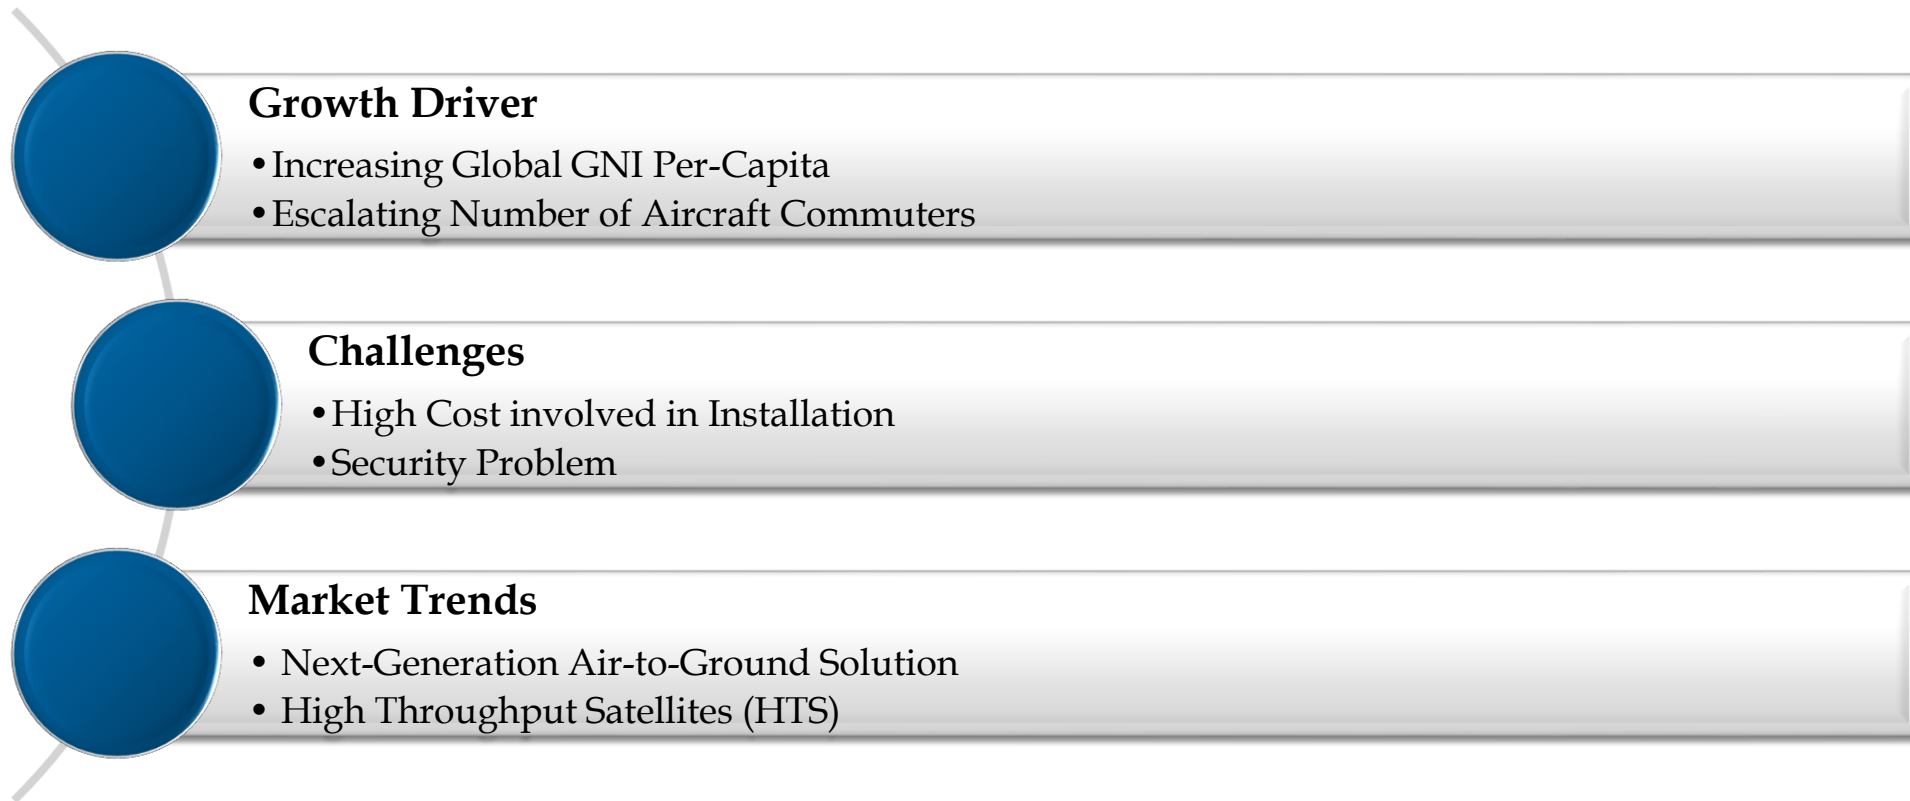 Growth Driver
•Increasing Global GNI Per-Capita
•Escalating Number of Aircraft Commuters
Challenges
•High Cost involved in Installation
•Security Problem
Market Trends
• Next-Generation Air-to-Ground Solution
• High Throughput Satellites (HTS)